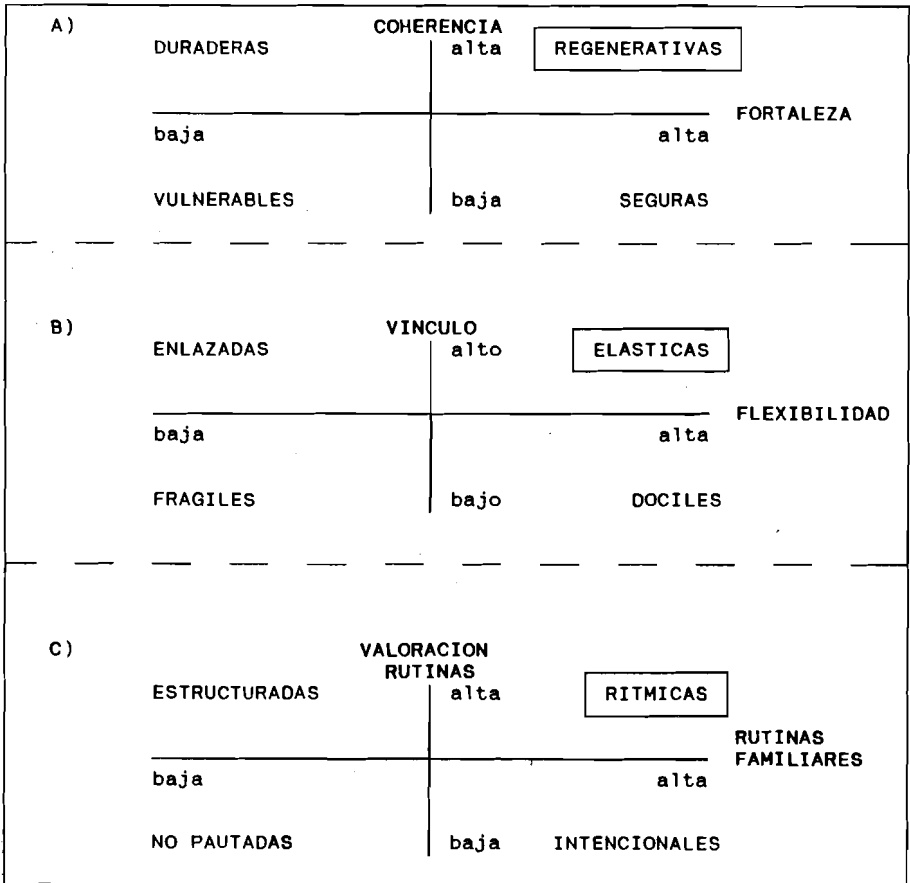 A) COHERENCIA
DURADERAS alta REGENERATIVAS
FORTALEZA
baja alta
VULNERABLES baja SEGURAS
B) VINCULO
ENLAZADAS alto ELASTICAS
FLEXIBILIDAD
baja alta
FRAGILES bajo DOCILES
C) VALORACION
RUTINAS
ESTRUCTURADAS alta RITMICAS
RUTINAS
FAMILIARES
baja alta
NO PAUTADAS baja INTENCIONALES